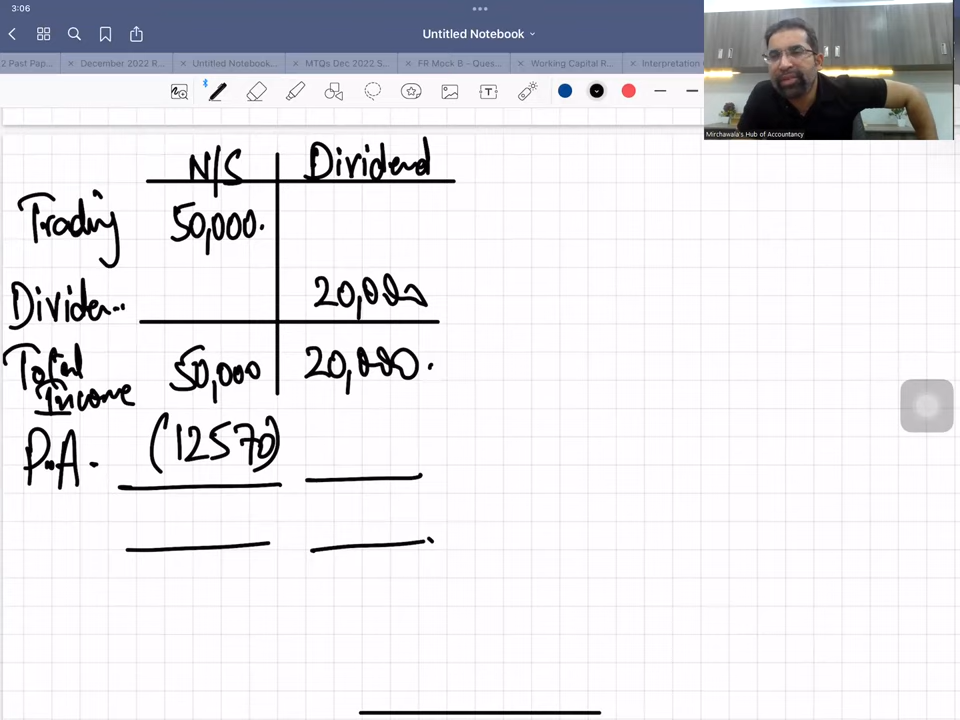 3:06
Untitled Notebook
2 Past Pap...
December 2022 R...
Untitled Notebook...
MTQs Dec 2022 S...
FR Mock B - Ques...
Working Capital R...
Interpretation
Mirchawala's Hub of Accountancy
N/S Dividend
Trading 50,000.
Dividen... 20,000
Total Income 50,000 20,000.
P.A. (12570)